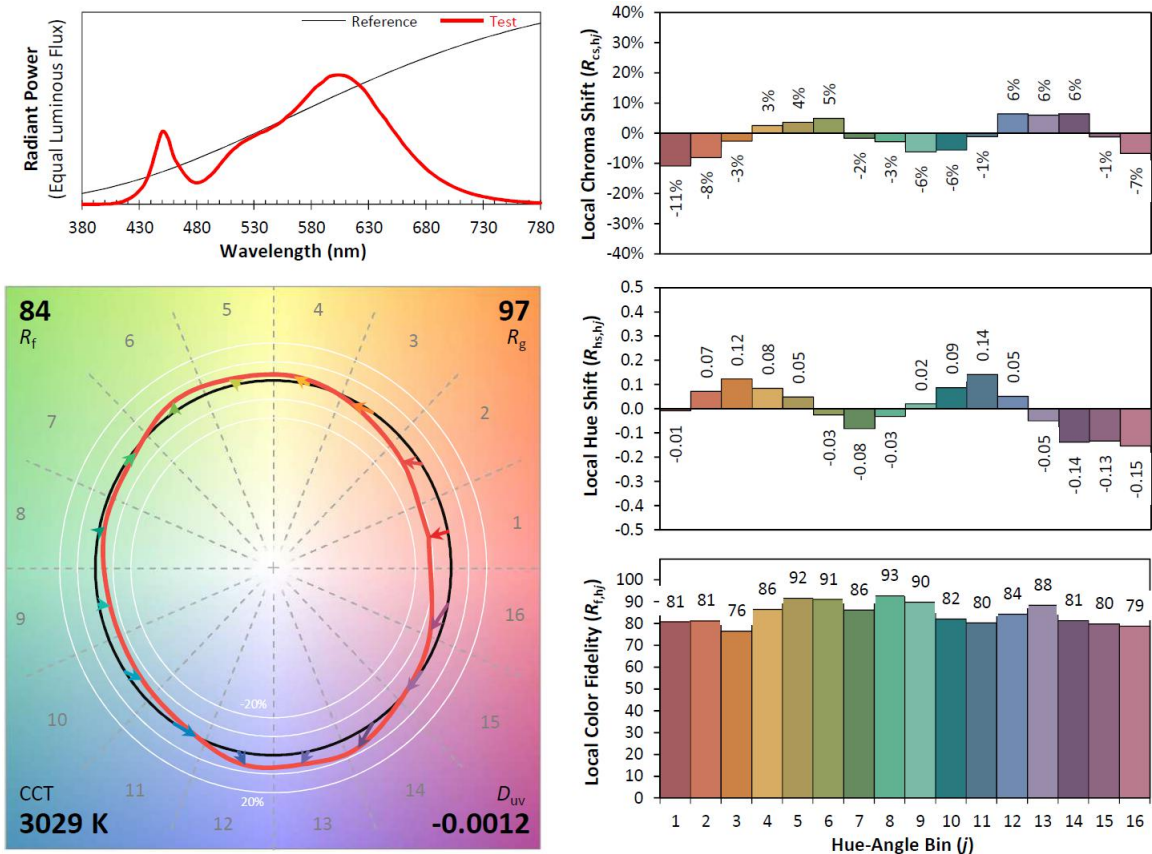 Radiant Power
(Equal Luminous Flux)
Reference
Test
380 430 480 530 580 630 680 730 780
Wavelength (nm)
84
Rf
97
Rg
5 4
6 3
7 2
8 1
9 16
10 15
11 14
12 13
-20%
20%
CCT
3029 K
Duv
-0.0012
Local Chroma Shift (Rcs,hj)
40%
30%
20%
10%
0%
-10%
-20%
-30%
-40%
-11% -8% -3% 3% 4% 5% -2% -3% -6% -6% -1% 6% 6% 6% -1% -7%
Local Hue Shift (Rhs,hj)
0.5
0.4
0.3
0.2
0.1
0.0
-0.1
-0.2
-0.3
-0.4
-0.5
-0.01 0.07 0.12 0.08 0.05 -0.03 -0.08 -0.03 0.02 0.09 0.14 0.05 -0.05 -0.14 -0.13 -0.15
Local Color Fidelity (Rf,hj)
100
90
80
70
60
50
40
30
20
10
0
81 81 76 86 92 91 86 93 90 82 80 84 88 81 80 79
1 2 3 4 5 6 7 8 9 10 11 12 13 14 15 16
Hue-Angle Bin (j)